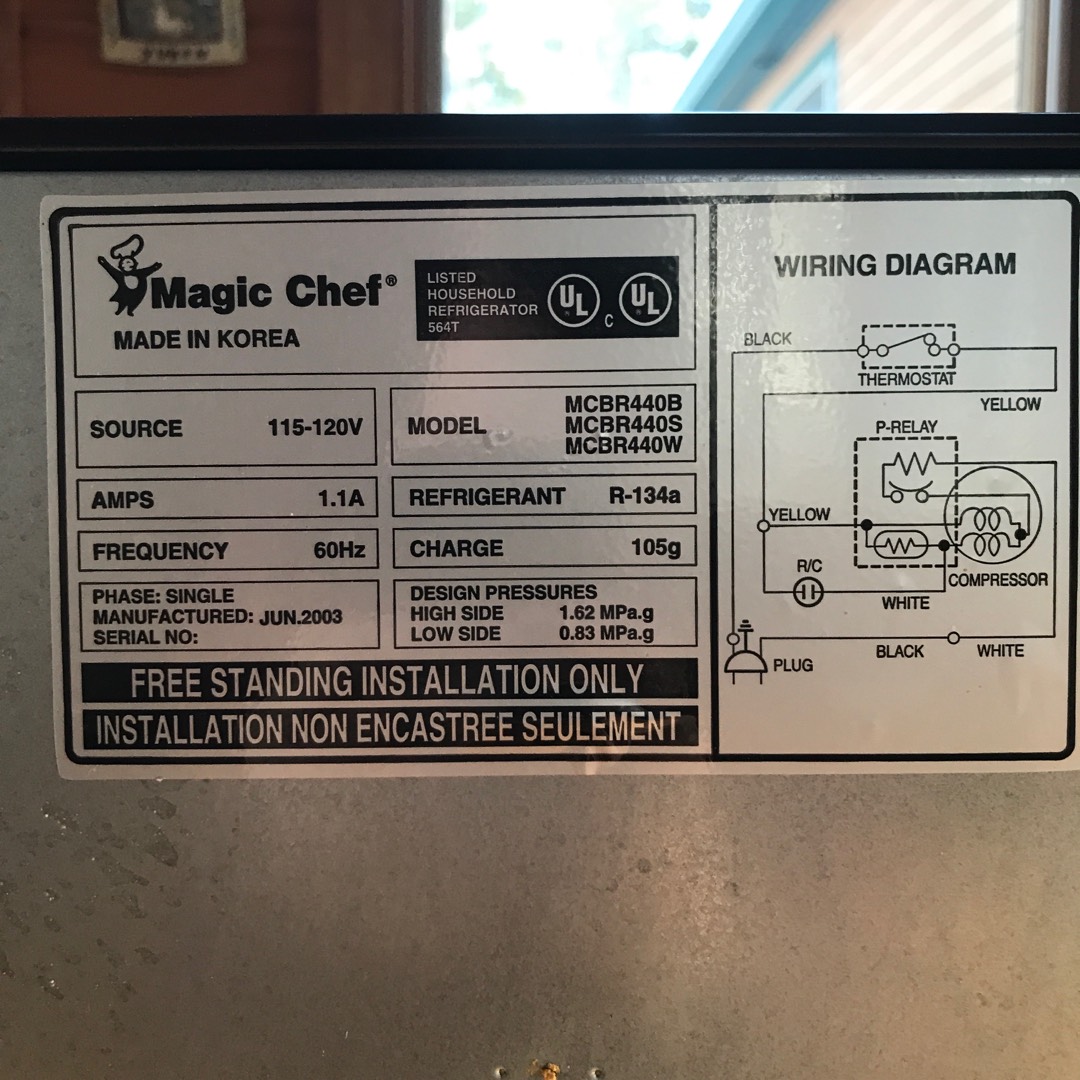 Magic Chef®
MADE IN KOREA
LISTED
HOUSEHOLD
REFRIGERATOR
564T
UL
C
UL
SOURCE 115-120V
MODEL MCBR440B
MCBR440S
MCBR440W
AMPS 1.1A
REFRIGERANT R-134a
FREQUENCY 60Hz
CHARGE 105g
PHASE: SINGLE
MANUFACTURED: JUN.2003
SERIAL NO:
DESIGN PRESSURES
HIGH SIDE 1.62 MPa.g
LOW SIDE 0.83 MPa.g
FREE STANDING INSTALLATION ONLY
INSTALLATION NON ENCASTREE SEULEMENT
WIRING DIAGRAM
BLACK
THERMOSTAT
YELLOW
P-RELAY
YELLOW
R/C
COMPRESSOR
WHITE
PLUG
BLACK
WHITE